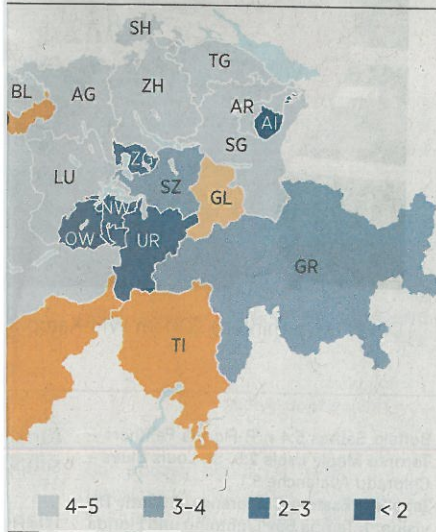 SH
TG
BL
AG
ZH
AR
AI
SG
ZG
LU
SZ
GL
NW
OW
UR
GR
TI
4–5
3–4
2–3
< 2